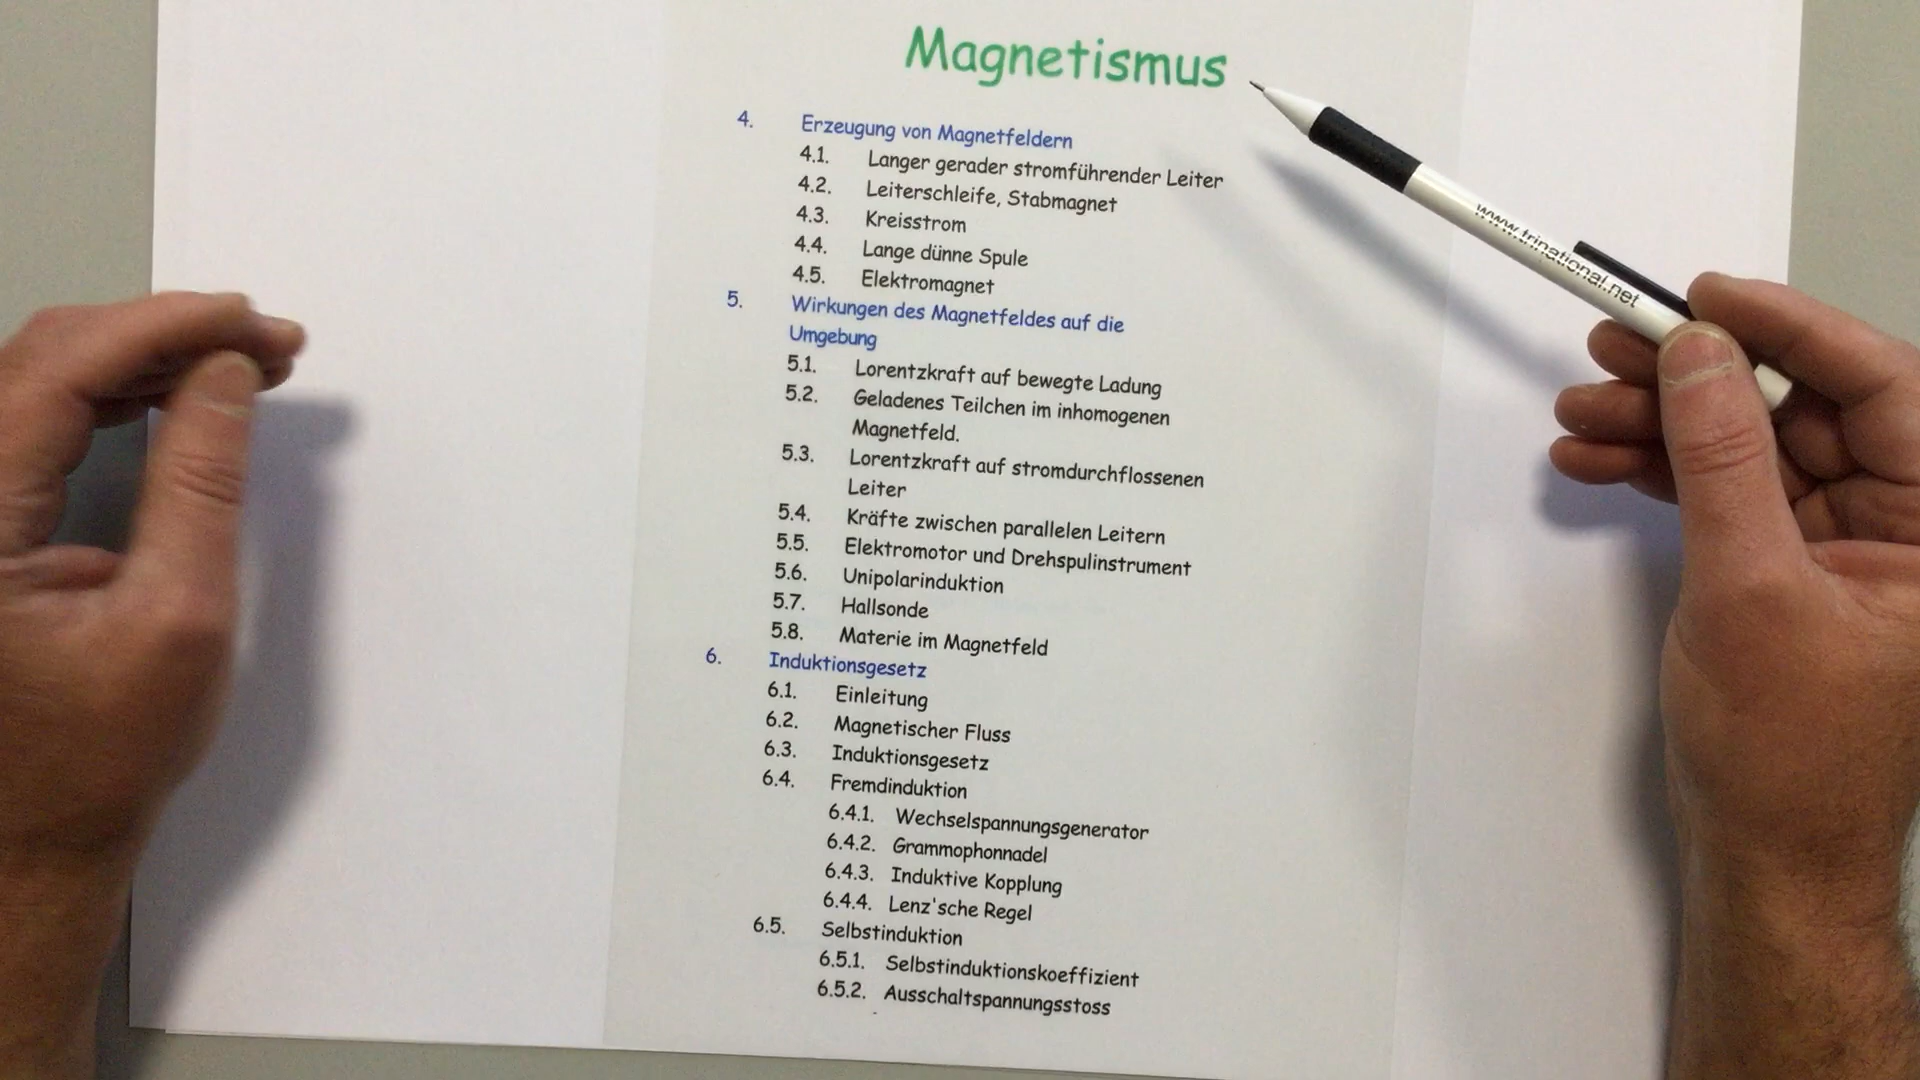 Magnetismus
4. Erzeugung von Magnetfeldern
4.1. Langer gerader stromführender Leiter
4.2. Leiterschleife, Stabmagnet
4.3. Kreisstrom
4.4. Lange dünne Spule
4.5. Elektromagnet
5. Wirkungen des Magnetfeldes auf die
Umgebung
5.1. Lorentzkraft auf bewegte Ladung
5.2. Geladenes Teilchen im inhomogenen
Magnetfeld.
5.3. Lorentzkraft auf stromdurchflossenen
Leiter
5.4. Kräfte zwischen parallelen Leitern
5.5. Elektromotor und Drehspulinstrument
5.6. Unipolarinduktion
5.7. Hallsonde
5.8. Materie im Magnetfeld
6. Induktionsgesetz
6.1. Einleitung
6.2. Magnetischer Fluss
6.3. Induktionsgesetz
6.4. Fremdinduktion
6.4.1. Wechselspannungsgenerator
6.4.2. Grammophonnadel
6.4.3. Induktive Kopplung
6.4.4. Lenz'sche Regel
6.5. Selbstinduktion
6.5.1. Selbstinduktionskoeffizient
6.5.2. Ausschaltspannungsstoss
www.trinational.net